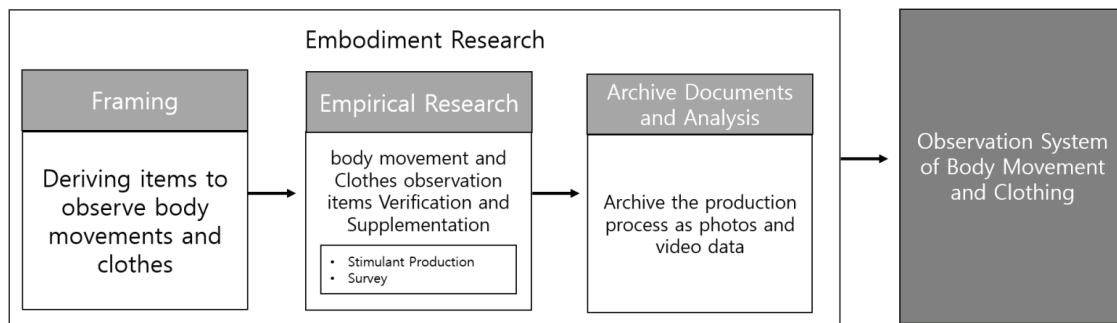 Embodiment Research
Framing
Deriving items to
observe body
movements and
clothes
Empirical Research
body movement and
Clothes observation
items Verification and
Supplementation
• Stimulant Production
• Survey
Archive Documents
and Analysis
Archive the production
process as photos and
video data
Observation System
of Body Movement
and Clothing